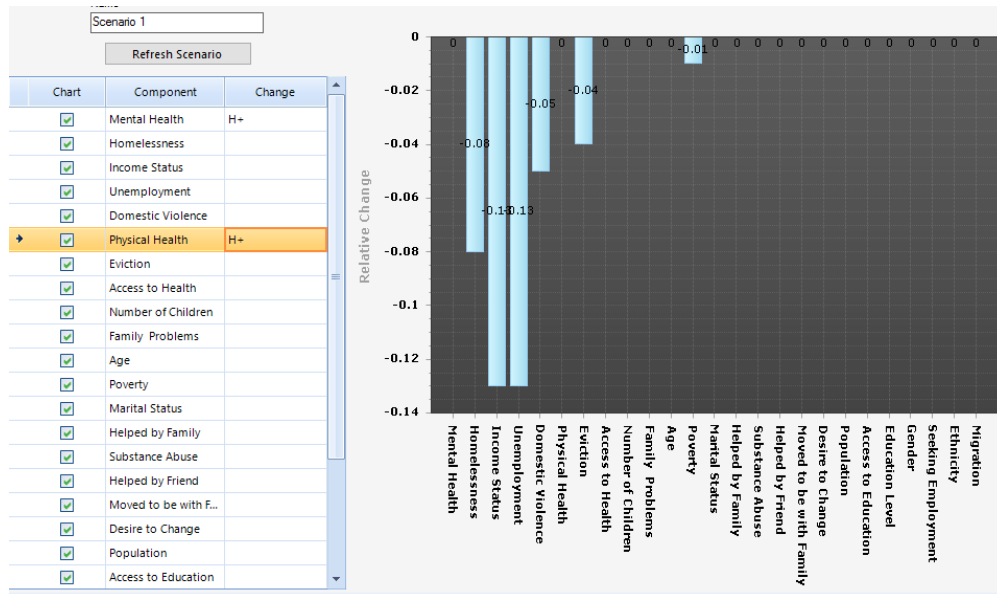 Name
Scenario 1
Refresh Scenario
Chart Component Change
Mental Health H+
Homelessness
Income Status
Unemployment
Domestic Violence
Physical Health H+
Eviction
Access to Health
Number of Children
Family Problems
Age
Poverty
Marital Status
Helped by Family
Substance Abuse
Helped by Friend
Moved to be with F...
Desire to Change
Population
Access to Education
Relative Change
0
-0.02
-0.04
-0.06
-0.08
-0.1
-0.12
-0.14
0 -0.08 -0.13 -0.13 -0.05 0 -0.04 0 0 0 0 -0.01 0 0 0 0 0 0 0 0 0 0 0 0 0
Mental Health
Homelessness
Income Status
Unemployment
Domestic Violence
Physical Health
Eviction
Access to Health
Number of Children
Family Problems
Age
Poverty
Marital Status
Helped by Family
Substance Abuse
Helped by Friend
Moved to be with Family
Desire to Change
Population
Access to Education
Education Level
Gender
Seeking Employment
Ethnicity
Migration